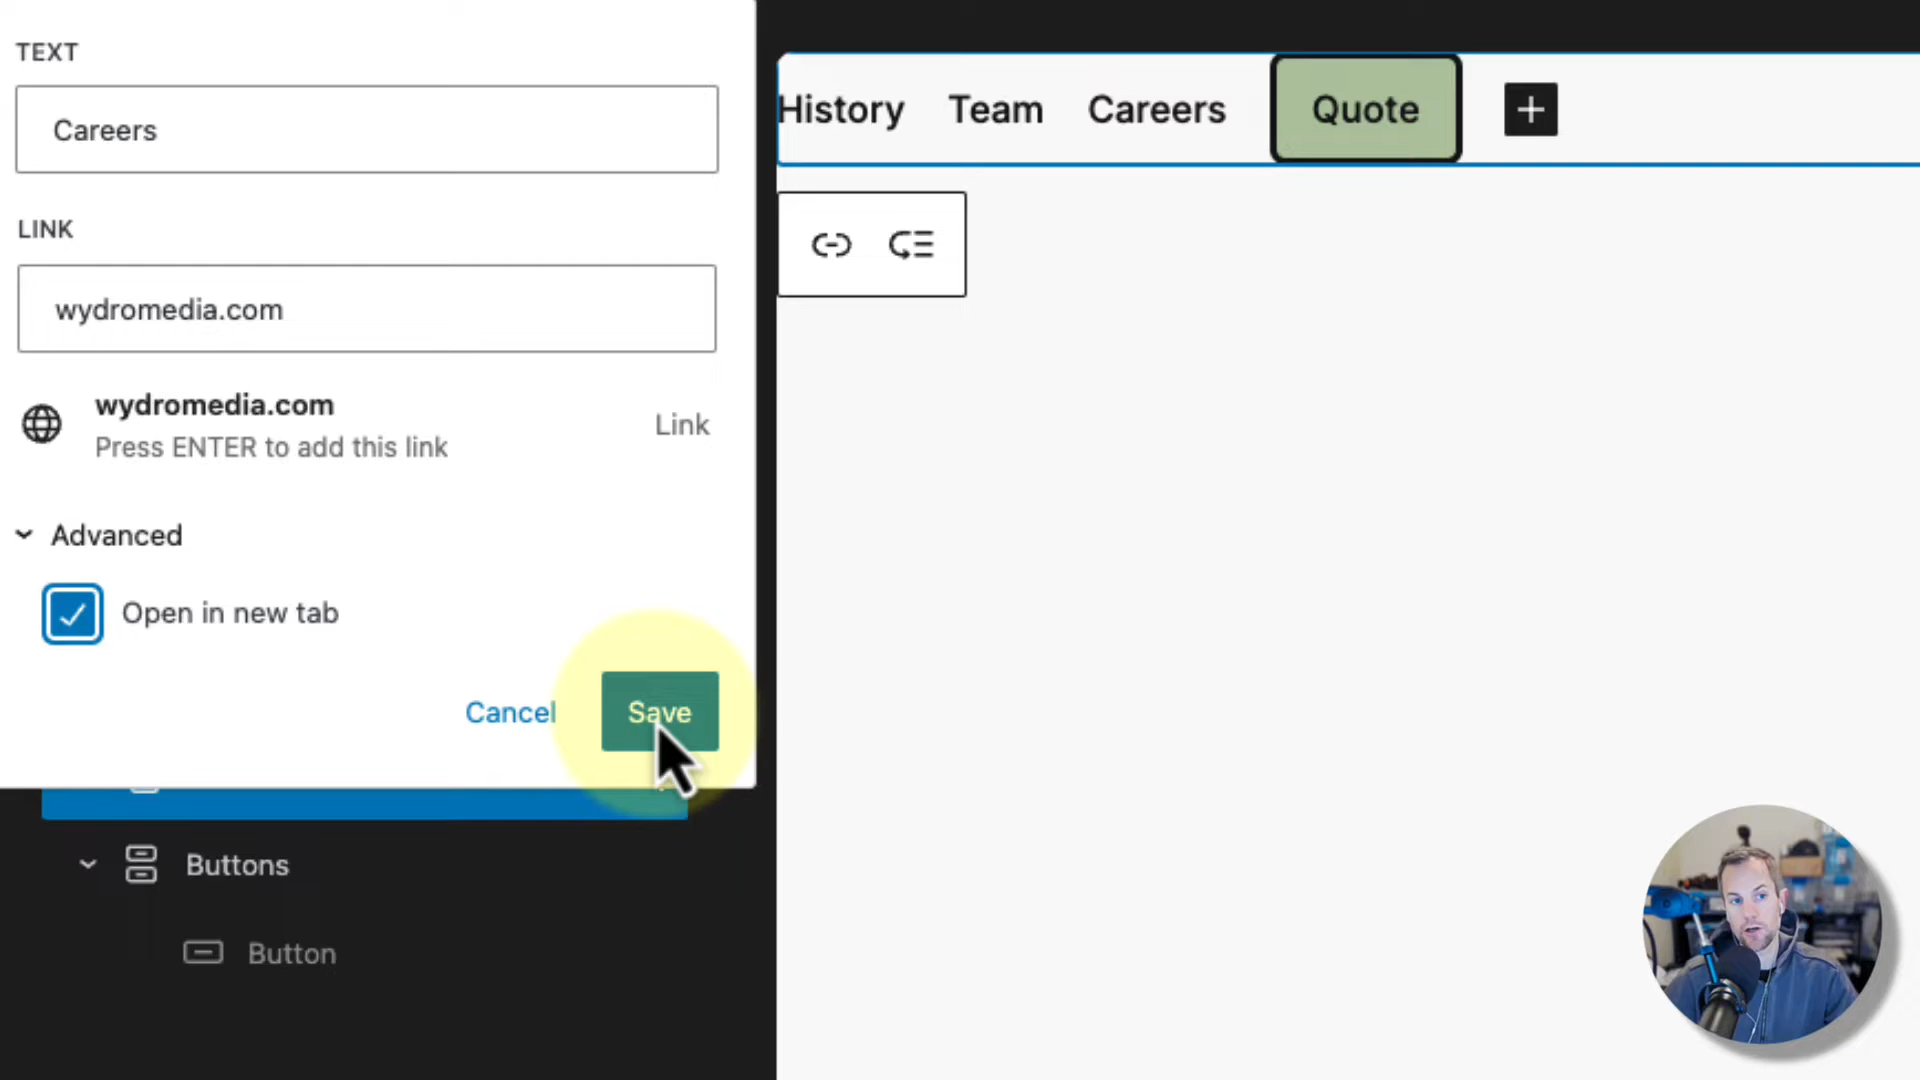 TEXT
Careers
LINK
wydromedia.com
wydromedia.com
Press ENTER to add this link
Link
Advanced
Open in new tab
Cancel
Save
Buttons
Button
History
Team
Careers
Quote